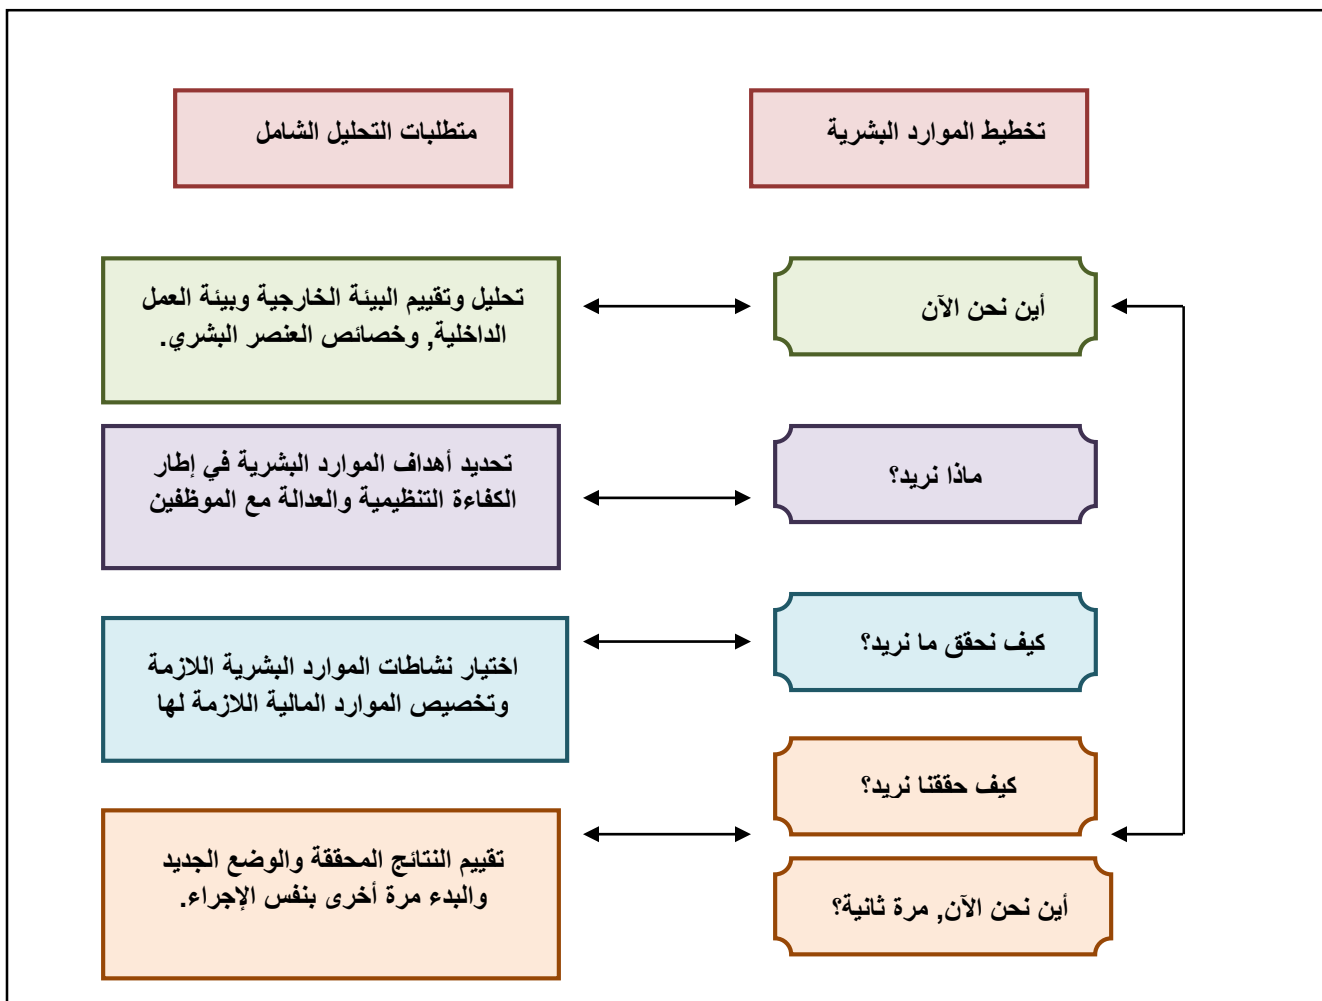 تخطيط الموارد البشرية
متطلبات التحليل الشامل
أين نحن الآن
تحليل وتقييم البيئة الخارجية وبيئة العمل
الداخلية, وخصائص العنصر البشري.
ماذا نريد؟
تحديد أهداف الموارد البشرية في إطار
الكفاءة التنظيمية والعدالة مع الموظفين
كيف نحقق ما نريد؟
اختيار نشاطات الموارد البشرية اللازمة
وتخصيص الموارد المالية اللازمة لها
كيف حققنا نريد؟
أين نحن الآن, مرة ثانية؟
تقييم النتائج المحققة والوضع الجديد
والبدء مرة أخرى بنفس الإجراء.